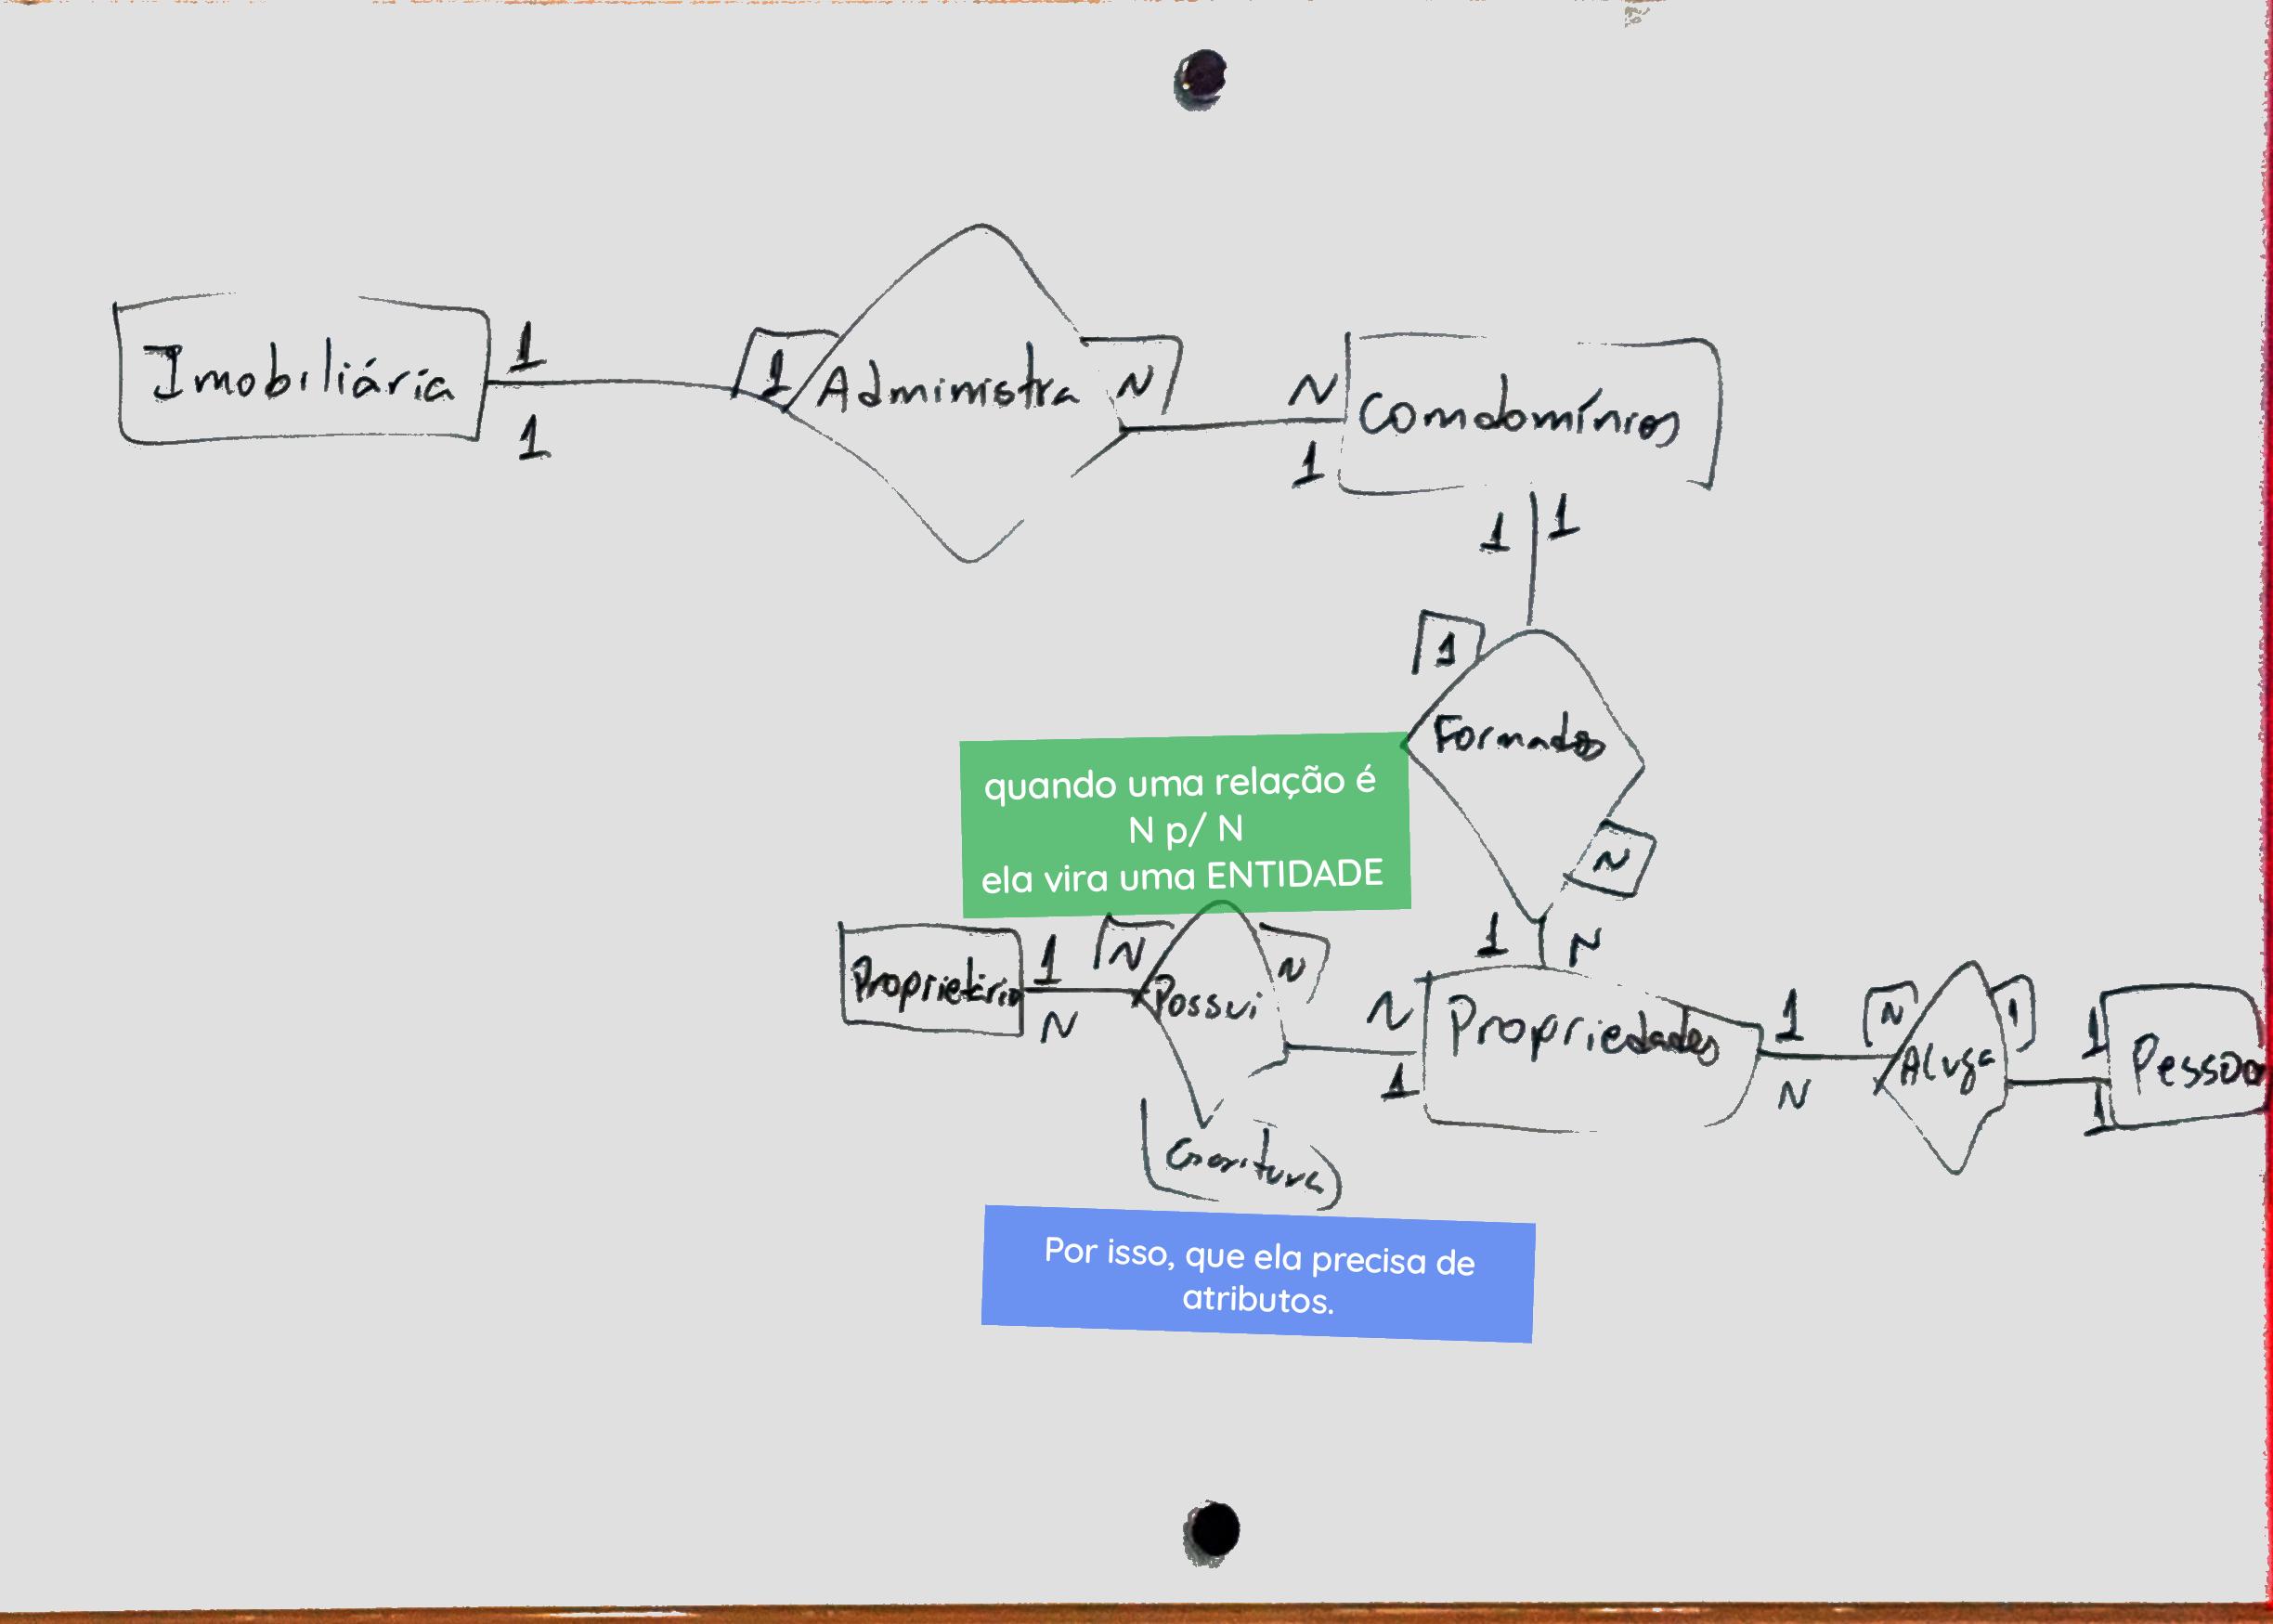 1
Imobiliária
1
1
Administra
N
N
Comdomínios
1
1
1
1
Formados
N
quando uma relação é
N p/ N
ela vira uma ENTIDADE
1
N
Proprietário
1
N
N
Possui
N
N
1
Propriedades
1
N
N
Aluga
1
1
1
Pessoa
Escritura
Por isso, que ela precisa de
atributos.